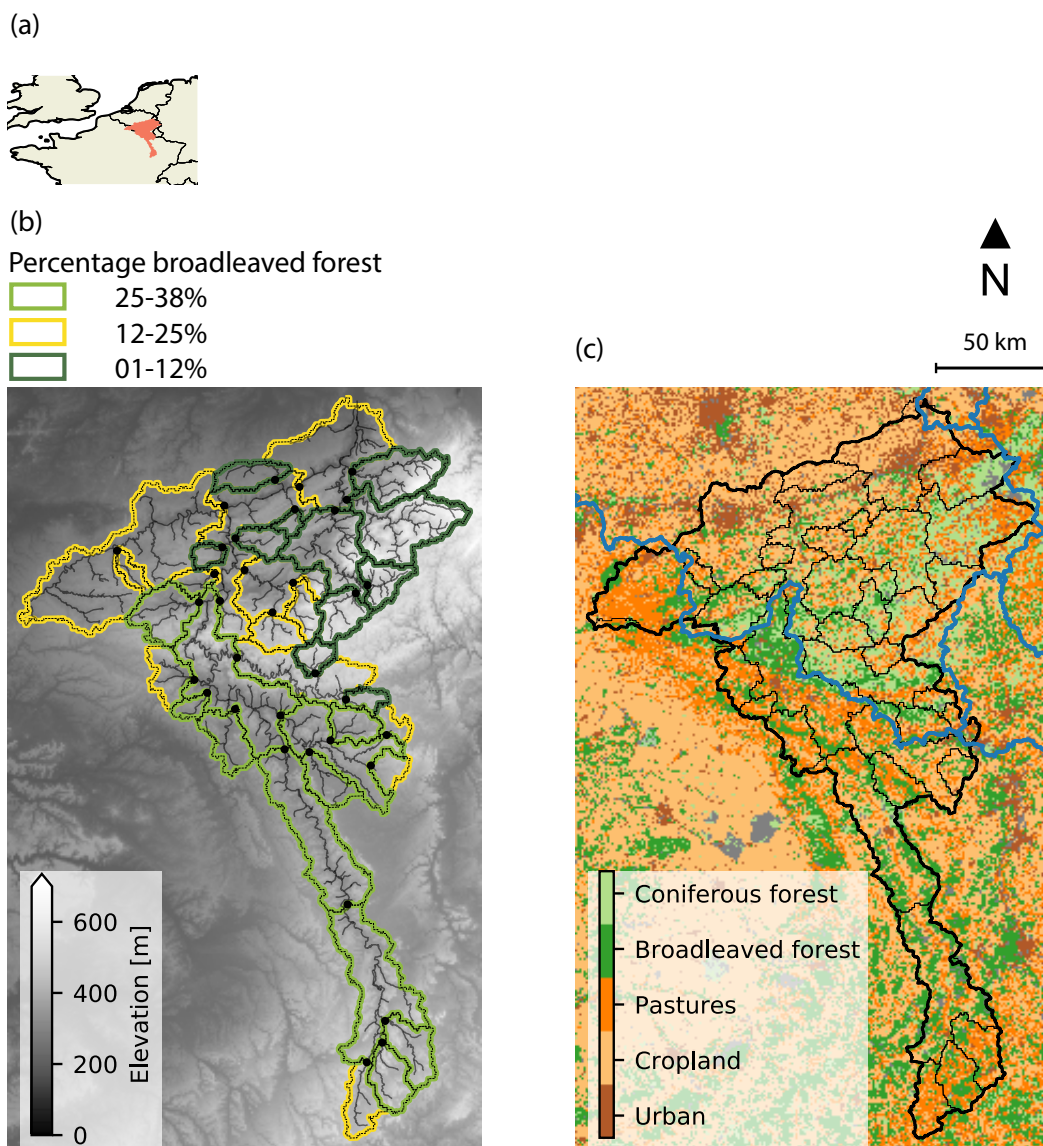 (a)
(b)
Percentage broadleaved forest
25-38%
12-25%
01-12%
N
50 km
(c)
600
400
200
0
Elevation [m]
Coniferous forest
Broadleaved forest
Pastures
Cropland
Urban